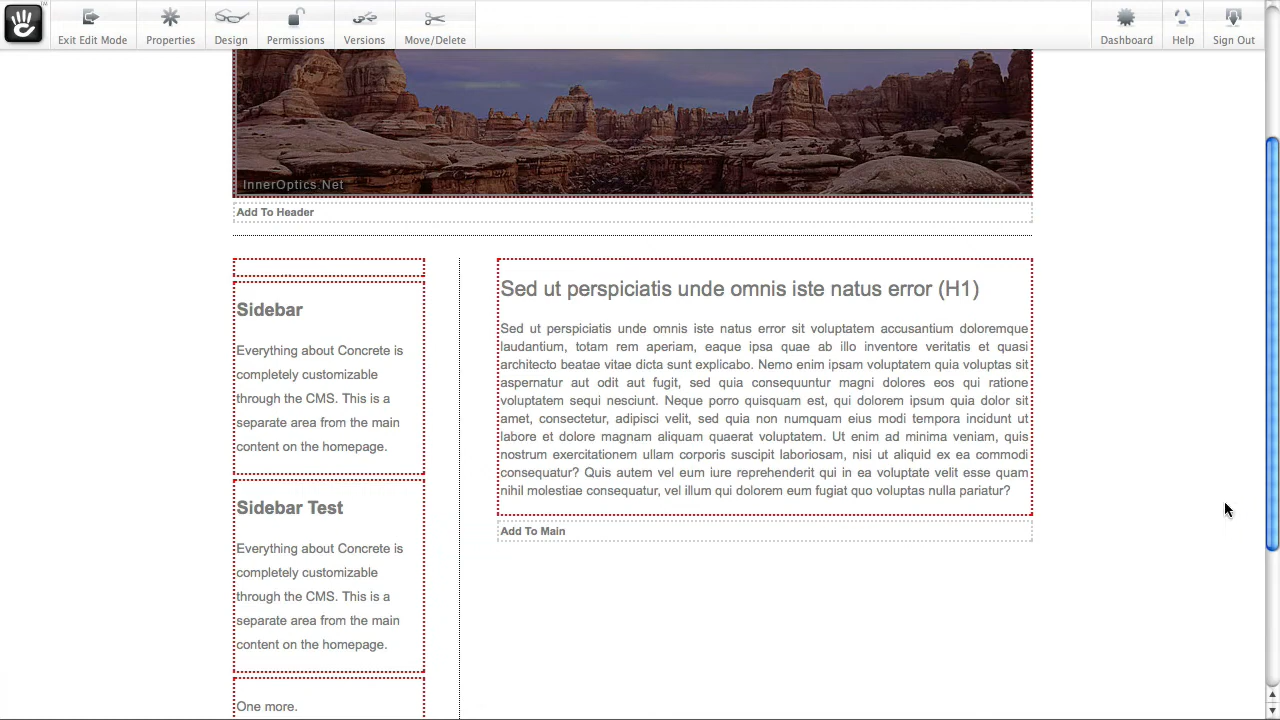 Exit Edit Mode Properties Design Permissions Versions Move/Delete Dashboard Help Sign Out
InnerOptics.Net
Add To Header
Sidebar
Everything about Concrete is
completely customizable
through the CMS. This is a
separate area from the main
content on the homepage.
Sidebar Test
Everything about Concrete is
completely customizable
through the CMS. This is a
separate area from the main
content on the homepage.
One more.
Sed ut perspiciatis unde omnis iste natus error (H1)
Sed ut perspiciatis unde omnis iste natus error sit voluptatem accusantium doloremque
laudantium, totam rem aperiam, eaque ipsa quae ab illo inventore veritatis et quasi
architecto beatae vitae dicta sunt explicabo. Nemo enim ipsam voluptatem quia voluptas sit
aspernatur aut odit aut fugit, sed quia consequuntur magni dolores eos qui ratione
voluptatem sequi nesciunt. Neque porro quisquam est, qui dolorem ipsum quia dolor sit
amet, consectetur, adipisci velit, sed quia non numquam eius modi tempora incidunt ut
labore et dolore magnam aliquam quaerat voluptatem. Ut enim ad minima veniam, quis
nostrum exercitationem ullam corporis suscipit laboriosam, nisi ut aliquid ex ea commodi
consequatur? Quis autem vel eum iure reprehenderit qui in ea voluptate velit esse quam
nihil molestiae consequatur, vel illum qui dolorem eum fugiat quo voluptas nulla pariatur?
Add To Main